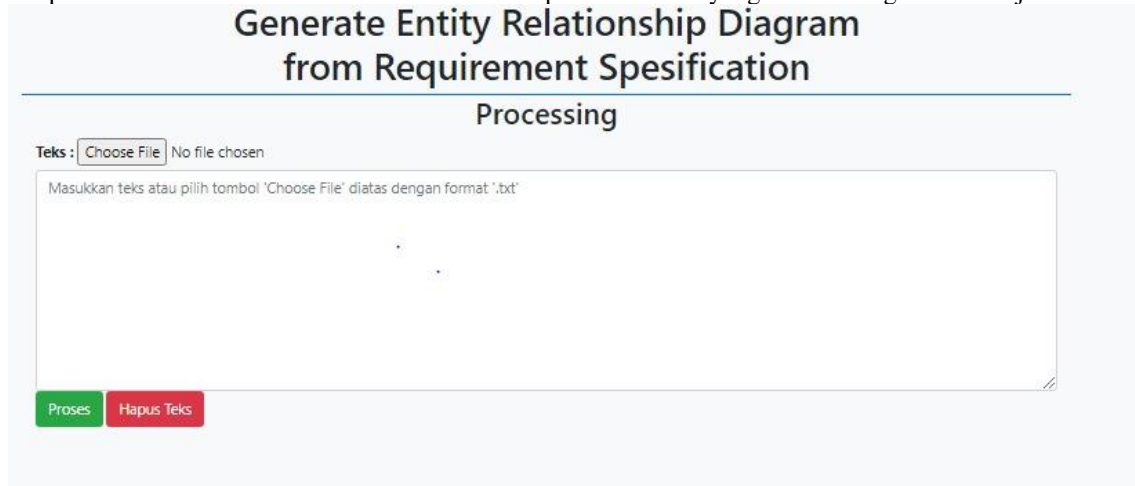 Generate Entity Relationship Diagram
from Requirement Spesification
Processing
Teks : Choose File No file chosen
Masukkan teks atau pilih tombol 'Choose File' diatas dengan format '.txt'
Proses Hapus Teks